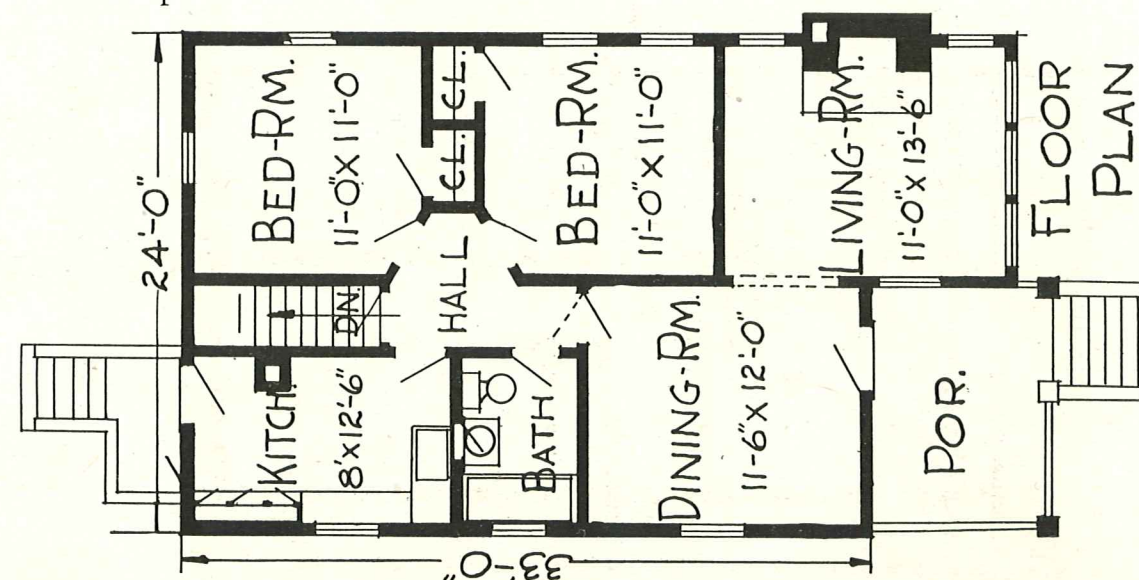 24'-0"
BED-RM.
11'-0" X 11'-0"
CL.
CL.
BED-RM.
11'-0" X 11'-0"
LIVING-RM.
11'-0" X 13'-6"
FLOOR
PLAN
DN.
HALL
KITCH.
8' X 12'-6"
BATH
DINING-RM.
11'-6" X 12'-0"
POR.
33'-0"